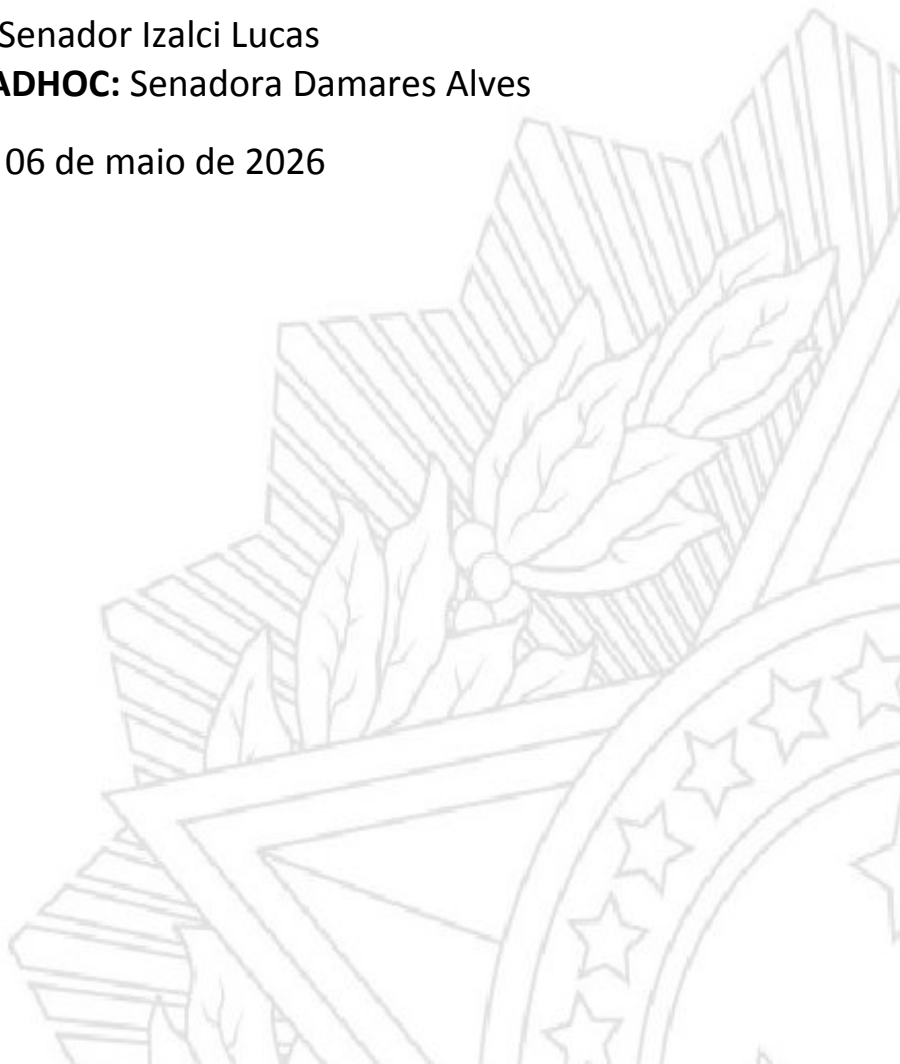 Senador Izalci Lucas
ADHOC: Senadora Damares Alves
06 de maio de 2026